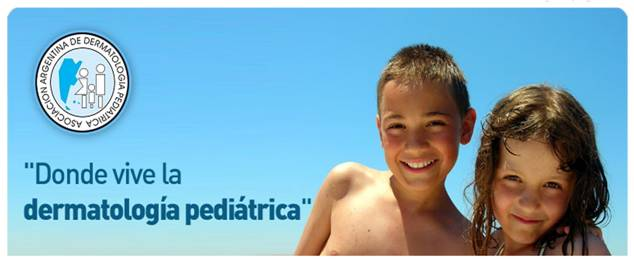 ASOCIACION ARGENTINA DE DERMATOLOGIA PEDIATRICA
"Donde vive la
dermatología pediátrica"